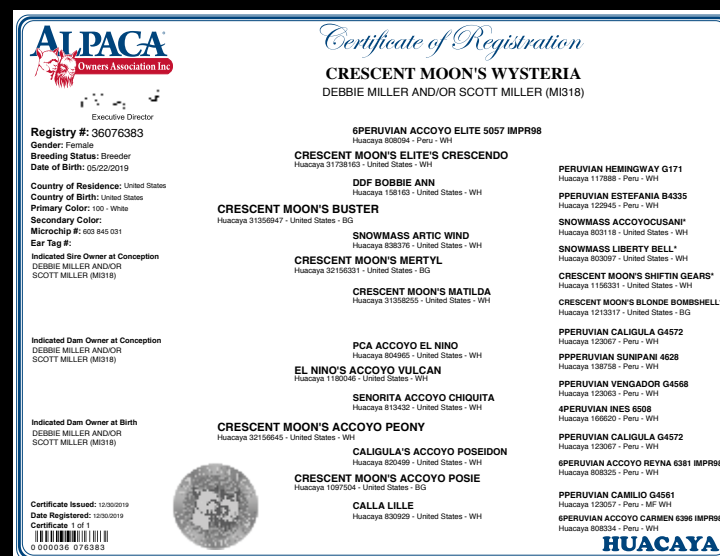 ALPACA
Owners Association Inc
Certificate of Registration
CRESCENT MOON'S WYSTERIA
DEBBIE MILLER AND/OR SCOTT MILLER (MI318)
Executive Director
Registry #: 36076383
Gender: Female
Breeding Status: Breeder
Date of Birth: 05/22/2019
Country of Residence: United States
Country of Birth: United States
Primary Color: 100 - White
Secondary Color:
Microchip #: 603 845 031
Ear Tag #:
Indicated Sire Owner at Conception
DEBBIE MILLER AND/OR
SCOTT MILLER (MI318)
Indicated Dam Owner at Conception
DEBBIE MILLER AND/OR
SCOTT MILLER (MI318)
Indicated Dam Owner at Birth
DEBBIE MILLER AND/OR
SCOTT MILLER (MI318)
Certificate Issued: 12/30/2019
Date Registered: 12/30/2019
Certificate 1 of 1
0 000036 076383
CRESCENT MOON'S BUSTER
Huacaya 31356947 - United States - BG
CRESCENT MOON'S ACCOYO PEONY
Huacaya 32156645 - United States - WH
CRESCENT MOON'S ELITE'S CRESCENDO
Huacaya 31738163 - United States - WH
CRESCENT MOON'S MERTYL
Huacaya 32156331 - United States - BG
EL NINO'S ACCOYO VULCAN
Huacaya 1180046 - United States - WH
CRESCENT MOON'S ACCOYO POSIE
Huacaya 1097504 - United States - BG
6PERUVIAN ACCOYO ELITE 5057 IMPR98
Huacaya 808094 - Peru - WH
DDF BOBBIE ANN
Huacaya 158163 - United States - WH
SNOWMASS ARTIC WIND
Huacaya 838376 - United States - WH
CRESCENT MOON'S MATILDA
Huacaya 31358255 - United States - WH
PCA ACCOYO EL NINO
Huacaya 804965 - United States - WH
SENORITA ACCOYO CHIQUITA
Huacaya 813432 - United States - WH
CALIGULA'S ACCOYO POSEIDON
Huacaya 820499 - United States - WH
CALLA LILLE
Huacaya 830929 - United States - WH
PERUVIAN HEMINGWAY G171
Huacaya 117888 - Peru - WH
PPERUVIAN ESTEFANIA B4335
Huacaya 122945 - Peru - WH
SNOWMASS ACCOYOCUSANI*
Huacaya 803118 - United States - WH
SNOWMASS LIBERTY BELL*
Huacaya 803097 - United States - WH
CRESCENT MOON'S SHIFTIN GEARS*
Huacaya 1156331 - United States - WH
CRESCENT MOON'S BLONDE BOMBSHELL*
Huacaya 1213317 - United States - BG
PPERUVIAN CALIGULA G4572
Huacaya 123067 - Peru - WH
PPPERUVIAN SUNIPANI 4628
Huacaya 138758 - Peru - WH
PPERUVIAN VENGADOR G4568
Huacaya 123063 - Peru - WH
4PERUVIAN INES 6508
Huacaya 166620 - Peru - WH
PPERUVIAN CALIGULA G4572
Huacaya 123067 - Peru - WH
6PERUVIAN ACCOYO REYNA 6381 IMPR98
Huacaya 808325 - Peru - WH
PPERUVIAN CAMILIO G4561
Huacaya 123057 - Peru - MF WH
6PERUVIAN ACCOYO CARMEN 6396 IMPR98
Huacaya 808334 - Peru - WH
HUACAYA